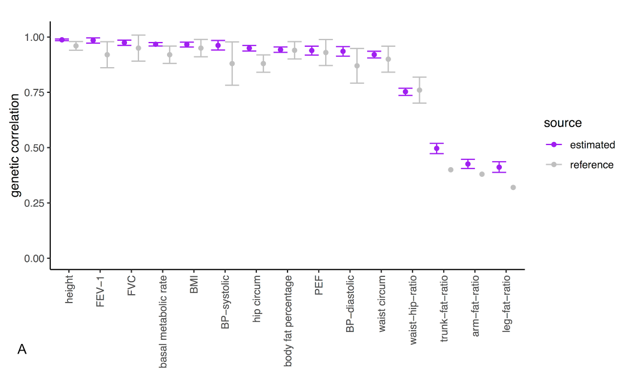 1.00
0.75
0.50
0.25
0.00
genetic correlation
height
FEV−1
FVC
basal metabolic rate
BMI
BP−systolic
hip circum
body fat percentage
PEF
BP−diastolic
waist circum
waist−hip−ratio
trunk−fat−ratio
arm−fat−ratio
leg−fat−ratio
source
estimated
reference
A